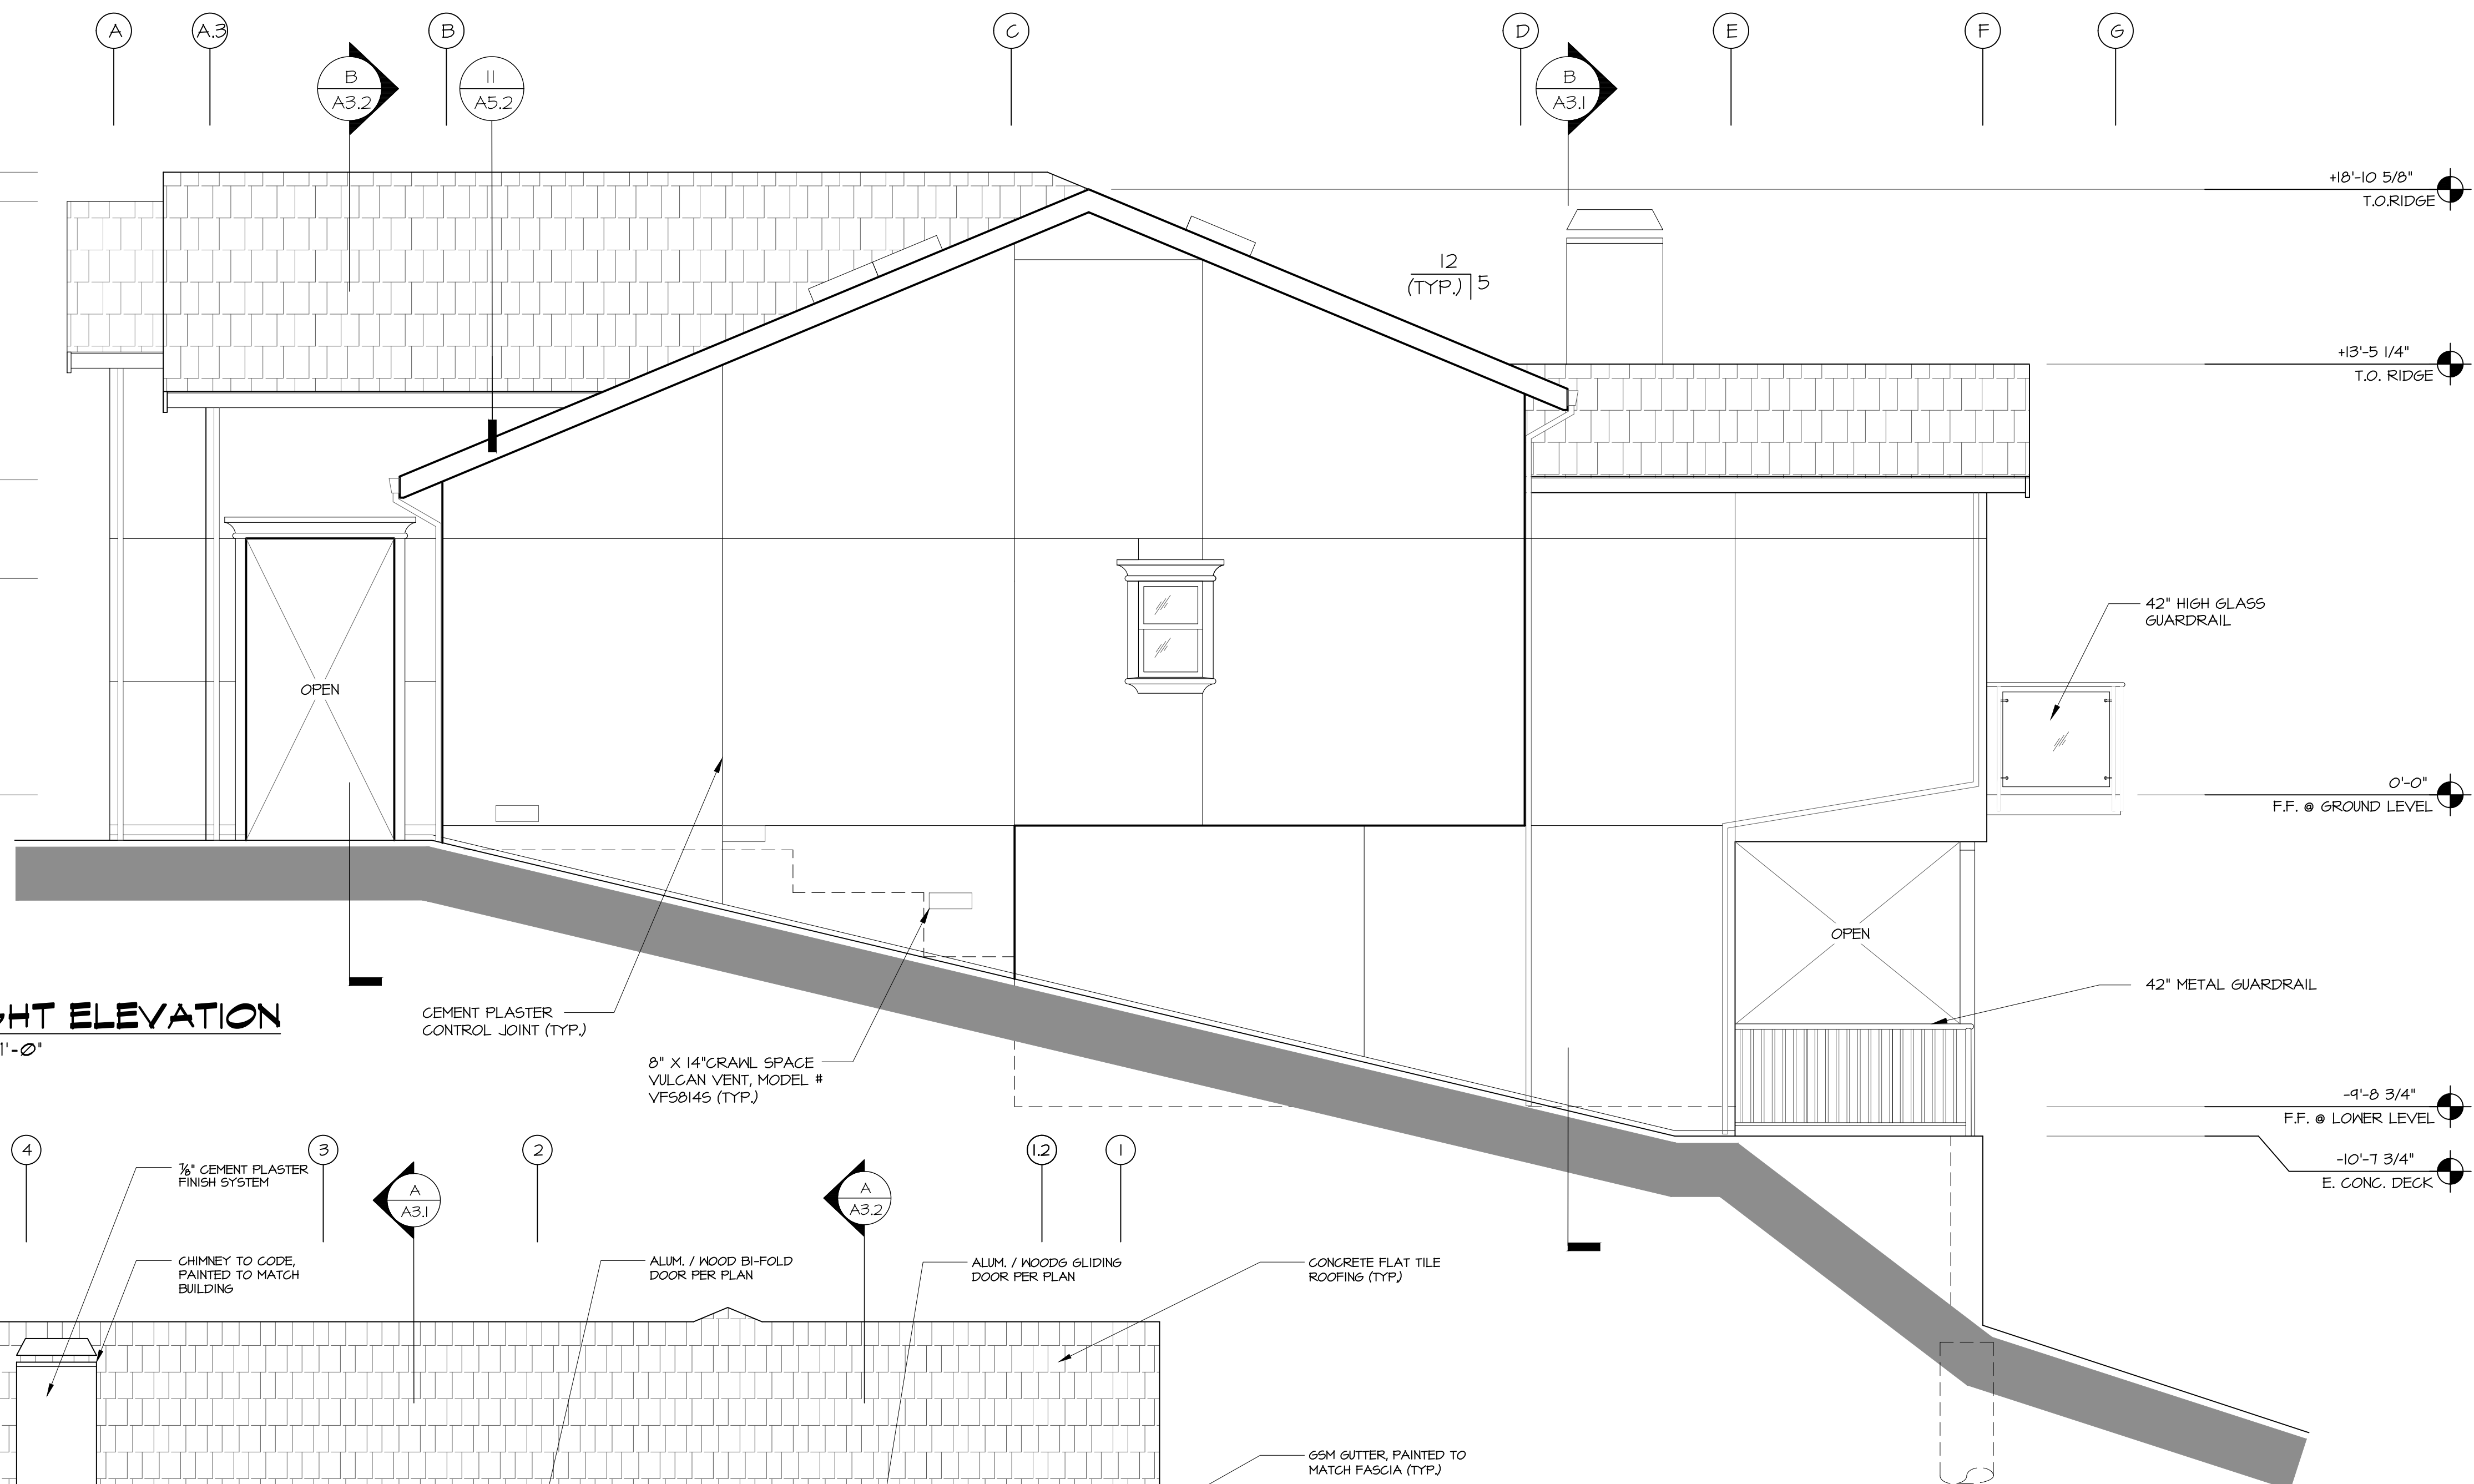 A
A.3
B
C
D
E
F
G
B
A3.2
11
A5.2
B
A3.1
+18'-10 5/8"
T.O.RIDGE
12
(TYP.)
5
+13'-5 1/4"
T.O. RIDGE
42" HIGH GLASS
GUARDRAIL
OPEN
0'-0"
F.F. @ GROUND LEVEL
OPEN
42" METAL GUARDRAIL
GHT ELEVATION
1'-0"
CEMENT PLASTER
CONTROL JOINT (TYP.)
8" X 14"CRAWL SPACE
VULCAN VENT, MODEL #
VFS814S (TYP.)
-9'-8 3/4"
F.F. @ LOWER LEVEL
-10'-7 3/4"
E. CONC. DECK
4
3
2
1.2
1
7/8" CEMENT PLASTER
FINISH SYSTEM
A
A3.1
A
A3.2
CHIMNEY TO CODE,
PAINTED TO MATCH
BUILDING
ALUM. / WOOD BI-FOLD
DOOR PER PLAN
ALUM. / WOODG GLIDING
DOOR PER PLAN
CONCRETE FLAT TILE
ROOFING (TYP.)
GSM GUTTER, PAINTED TO
MATCH FASCIA (TYP.)